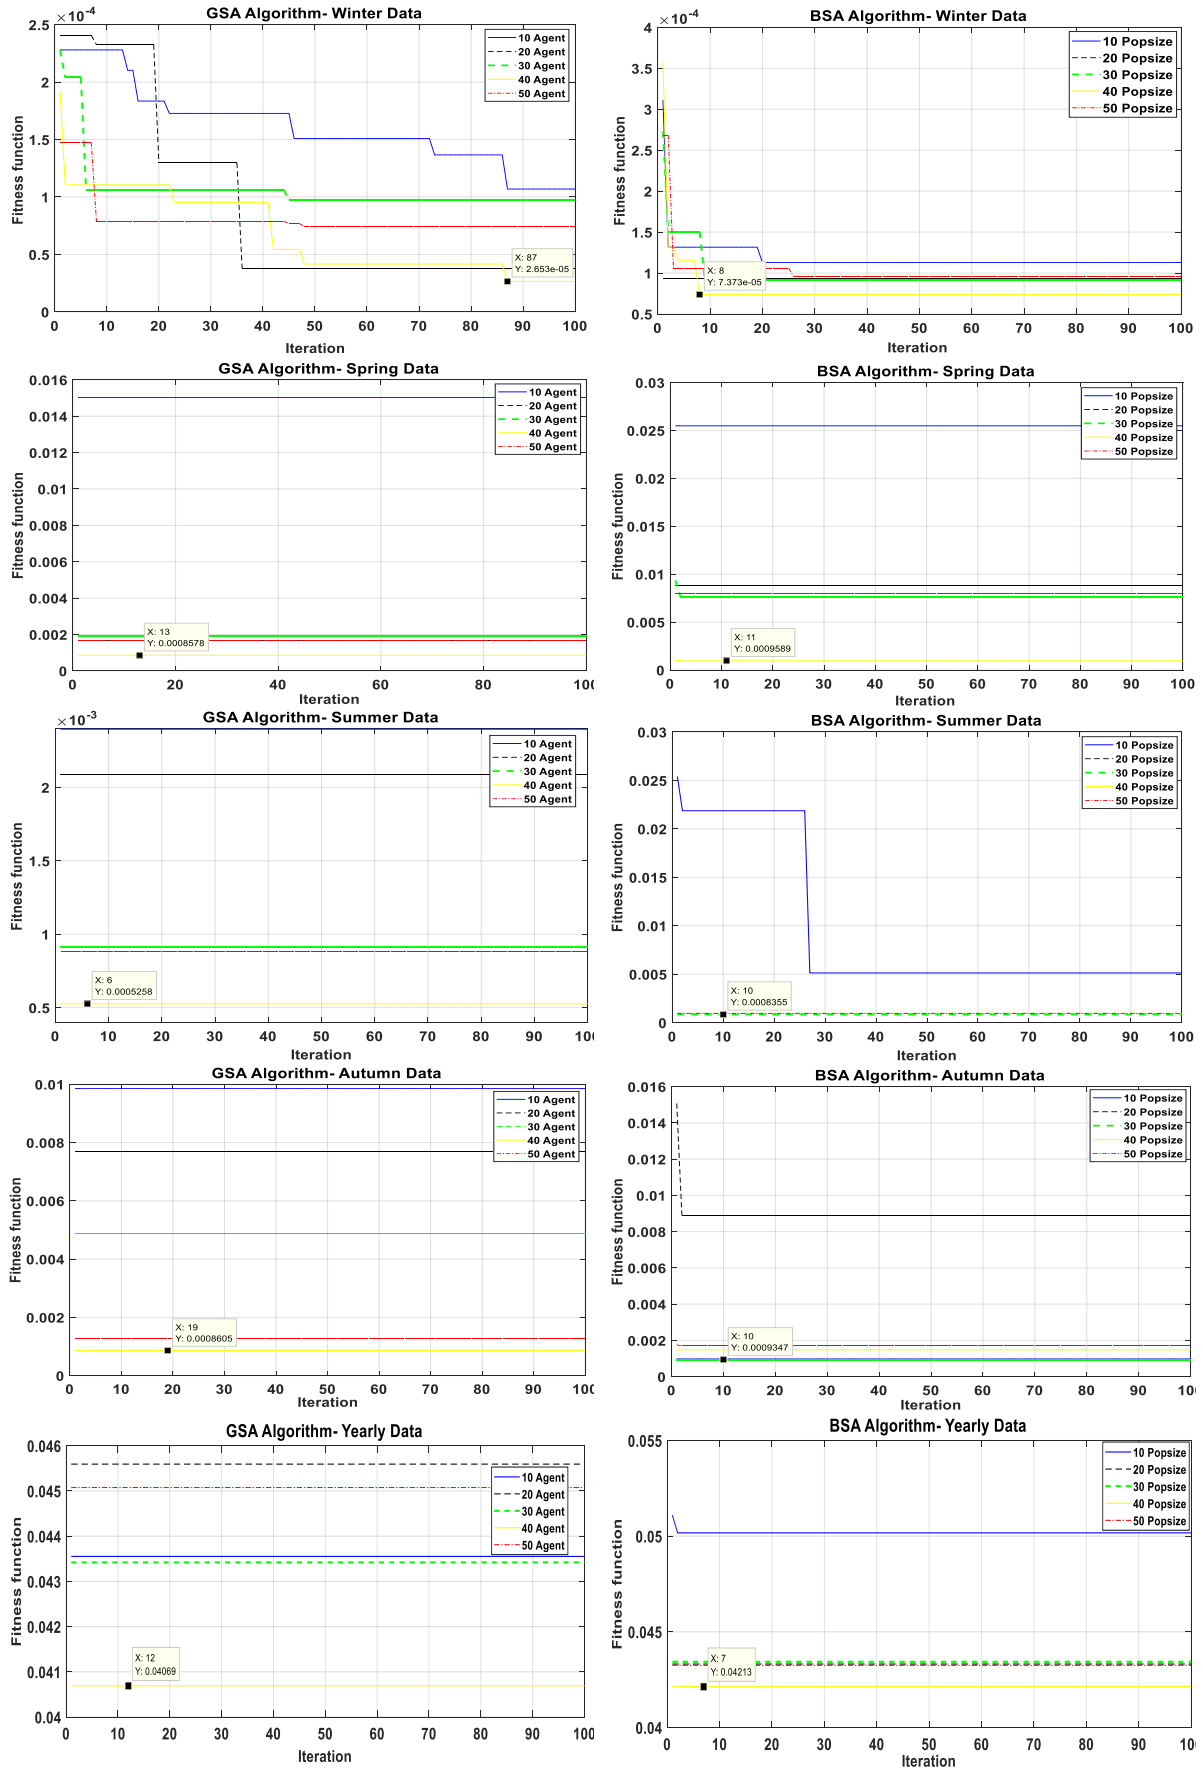 GSA Algorithm- Winter Data
×10⁻⁴
2.5
2
1.5
1
0.5
0
Fitness function
10 Agent
20 Agent
30 Agent
40 Agent
50 Agent
X: 87
Y: 2.653e-05
0 10 20 30 40 50 60 70 80 90 100
Iteration
BSA Algorithm- Winter Data
×10⁻⁴
4
3.5
3
2.5
2
1.5
1
0.5
Fitness function
10 Popsize
20 Popsize
30 Popsize
40 Popsize
50 Popsize
X: 8
Y: 7.373e-05
0 10 20 30 40 50 60 70 80 90 100
Iteration
GSA Algorithm- Spring Data
0.016
0.014
0.012
0.01
0.008
0.006
0.004
0.002
0
Fitness function
10 Agent
20 Agent
30 Agent
40 Agent
50 Agent
X: 13
Y: 0.0008578
0 20 40 60 80 100
Iteration
BSA Algorithm- Spring Data
0.03
0.025
0.02
0.015
0.01
0.005
0
Fitness function
10 Popsize
20 Popsize
30 Popsize
40 Popsize
50 Popsize
X: 11
Y: 0.0009589
0 10 20 30 40 50 60 70 80 90 100
Iteration
GSA Algorithm- Summer Data
×10⁻³
2
1.5
1
0.5
Fitness function
10 Agent
20 Agent
30 Agent
40 Agent
50 Agent
X: 6
Y: 0.0005258
0 10 20 30 40 50 60 70 80 90 100
Iteration
BSA Algorithm- Summer Data
0.03
0.025
0.02
0.015
0.01
0.005
0
Fitness function
10 Popsize
20 Popsize
30 Popsize
40 Popsize
50 Popsize
X: 10
Y: 0.0008355
0 10 20 30 40 50 60 70 80 90 100
Iteration
GSA Algorithm- Autumn Data
0.01
0.008
0.006
0.004
0.002
0
Fitness function
10 Agent
20 Agent
30 Agent
40 Agent
50 Agent
X: 19
Y: 0.0008605
0 10 20 30 40 50 60 70 80 90 100
Iteration
BSA Algorithm- Autumn Data
0.016
0.014
0.012
0.01
0.008
0.006
0.004
0.002
0
Fitness function
10 Popsize
20 Popsize
30 Popsize
40 Popsize
50 Popsize
X: 10
Y: 0.0009347
0 10 20 30 40 50 60 70 80 90 100
Iteration
GSA Algorithm- Yearly Data
0.046
0.045
0.044
0.043
0.042
0.041
0.04
Fitness function
10 Agent
20 Agent
30 Agent
40 Agent
50 Agent
X: 12
Y: 0.04069
0 10 20 30 40 50 60 70 80 90 100
Iteration
BSA Algorithm- Yearly Data
0.055
0.05
0.045
0.04
Fitness function
10 Popsize
20 Popsize
30 Popsize
40 Popsize
50 Popsize
X: 7
Y: 0.04213
0 10 20 30 40 50 60 70 80 90 100
Iteration